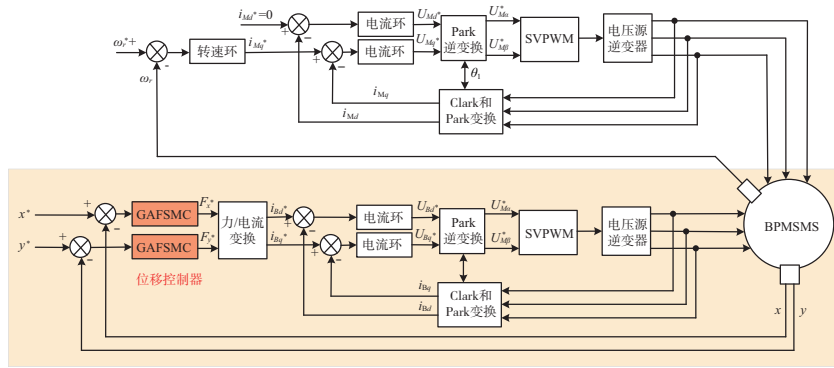 i_Md*=0
+
−
电流环
U_Md*
Park
逆变换
U*_Mα
SVPWM
电压源
逆变器
ω_r*+
-
转速环
i_Mq*
+
−
电流环
U_Mq*
U*_Mβ
ω_r
θ_1
i_Mq
i_Md
Clark和
Park变换
x*
+
−
GAFSMC
F_x*
力/电流
变换
i_Bd*
+
−
电流环
U_Bd*
Park
逆变换
U*_Mα
SVPWM
电压源
逆变器
BPMSMS
y*
+
−
GAFSMC
F_y*
i_Bq*
+
−
电流环
U_Bq*
U*_Mβ
位移控制器
i_Bq
i_Bd
Clark和
Park变换
x
y